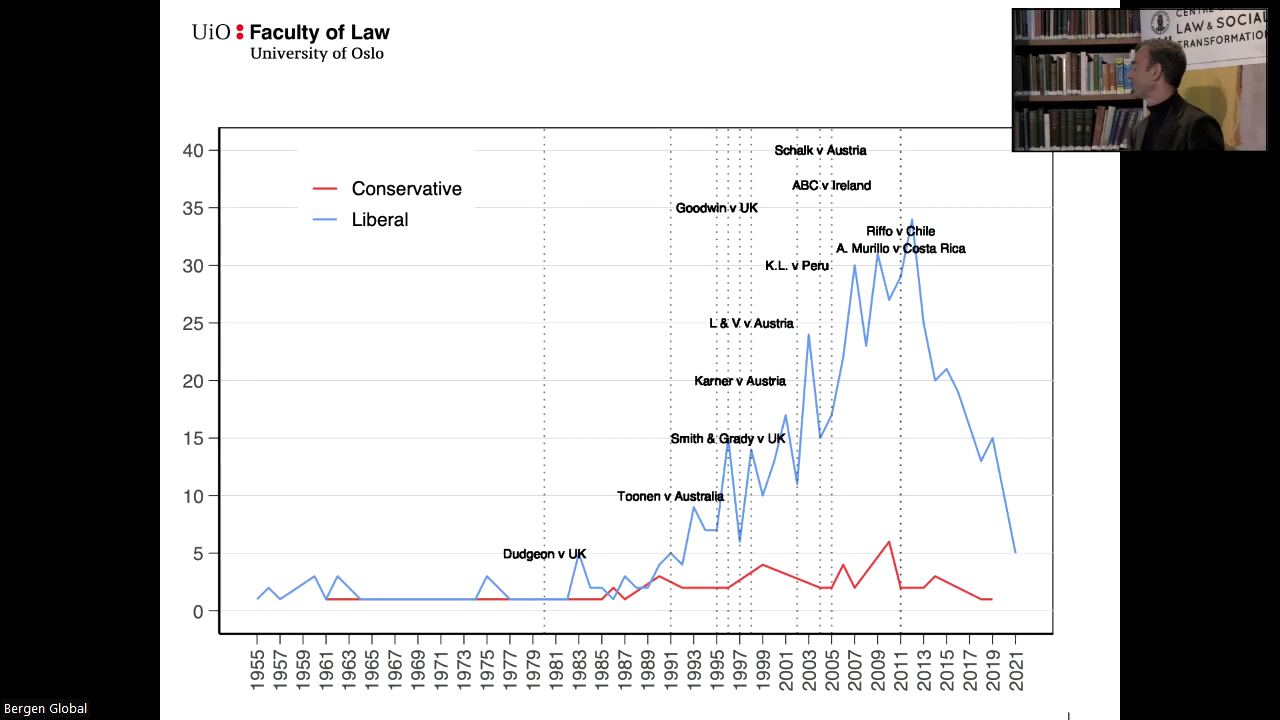 UiO : Faculty of Law
University of Oslo
CENTRE ON
LAW & SOCIAL
TRANSFORMATION
40
35
30
25
20
15
10
5
0
Conservative
Liberal
Schalk v Austria
ABC v Ireland
Goodwin v UK
Riffo v Chile
A. Murillo v Costa Rica
K.L. v Peru
L & V v Austria
Karner v Austria
Smith & Grady v UK
Toonen v Australia
Dudgeon v UK
1955
1957
1959
1961
1963
1965
1967
1969
1971
1973
1975
1977
1979
1981
1983
1985
1987
1989
1991
1993
1995
1997
1999
2001
2003
2005
2007
2009
2011
2013
2015
2017
2019
2021
Bergen Global